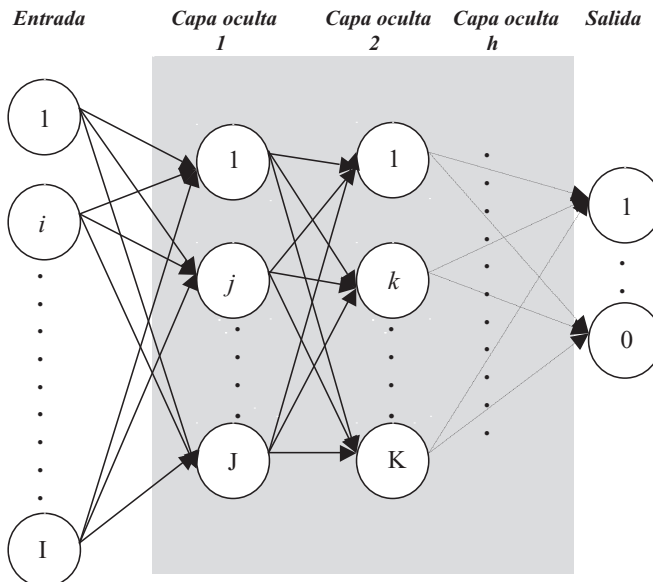 Entrada
Capa oculta
1
Capa oculta
2
Capa oculta
h
Salida
1
i
I
1
j
J
1
k
K
1
0